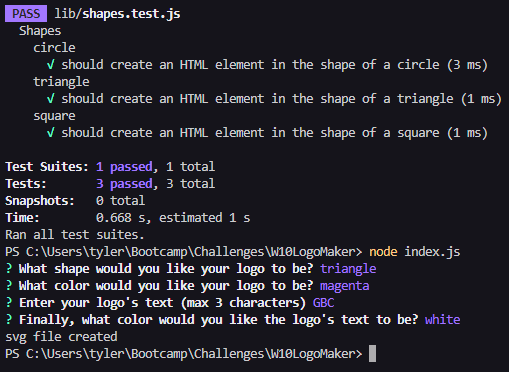 PASS lib/shapes.test.js
Shapes
circle
√ should create an HTML element in the shape of a circle (3 ms)
triangle
√ should create an HTML element in the shape of a triangle (1 ms)
square
√ should create an HTML element in the shape of a square (1 ms)
Test Suites: 1 passed, 1 total
Tests: 3 passed, 3 total
Snapshots: 0 total
Time: 0.668 s, estimated 1 s
Ran all test suites.
PS C:\Users\tyler\Bootcamp\Challenges\W10LogoMaker> node index.js
? What shape would you like your logo to be? triangle
? What color would you like your logo to be? magenta
? Enter your logo's text (max 3 characters) GBC
? Finally, what color would you like the logo's text to be? white
svg file created
PS C:\Users\tyler\Bootcamp\Challenges\W10LogoMaker>